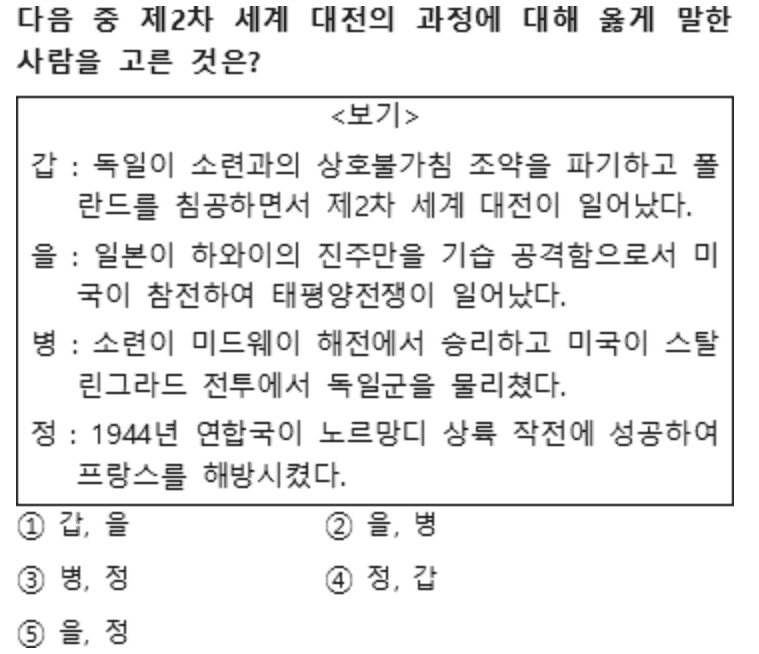 다음 중 제2차 세계 대전의 과정에 대해 옳게 말한
사람을 고른 것은?
<보기>
갑 : 독일이 소련과의 상호불가침 조약을 파기하고 폴
란드를 침공하면서 제2차 세계 대전이 일어났다.
을 : 일본이 하와이의 진주만을 기습 공격함으로서 미
국이 참전하여 태평양전쟁이 일어났다.
병 : 소련이 미드웨이 해전에서 승리하고 미국이 스탈
린그라드 전투에서 독일군을 물리쳤다.
정 : 1944년 연합국이 노르망디 상륙 작전에 성공하여
프랑스를 해방시켰다.
① 갑, 을 ② 을, 병
③ 병, 정 ④ 정, 갑
⑤ 을, 정